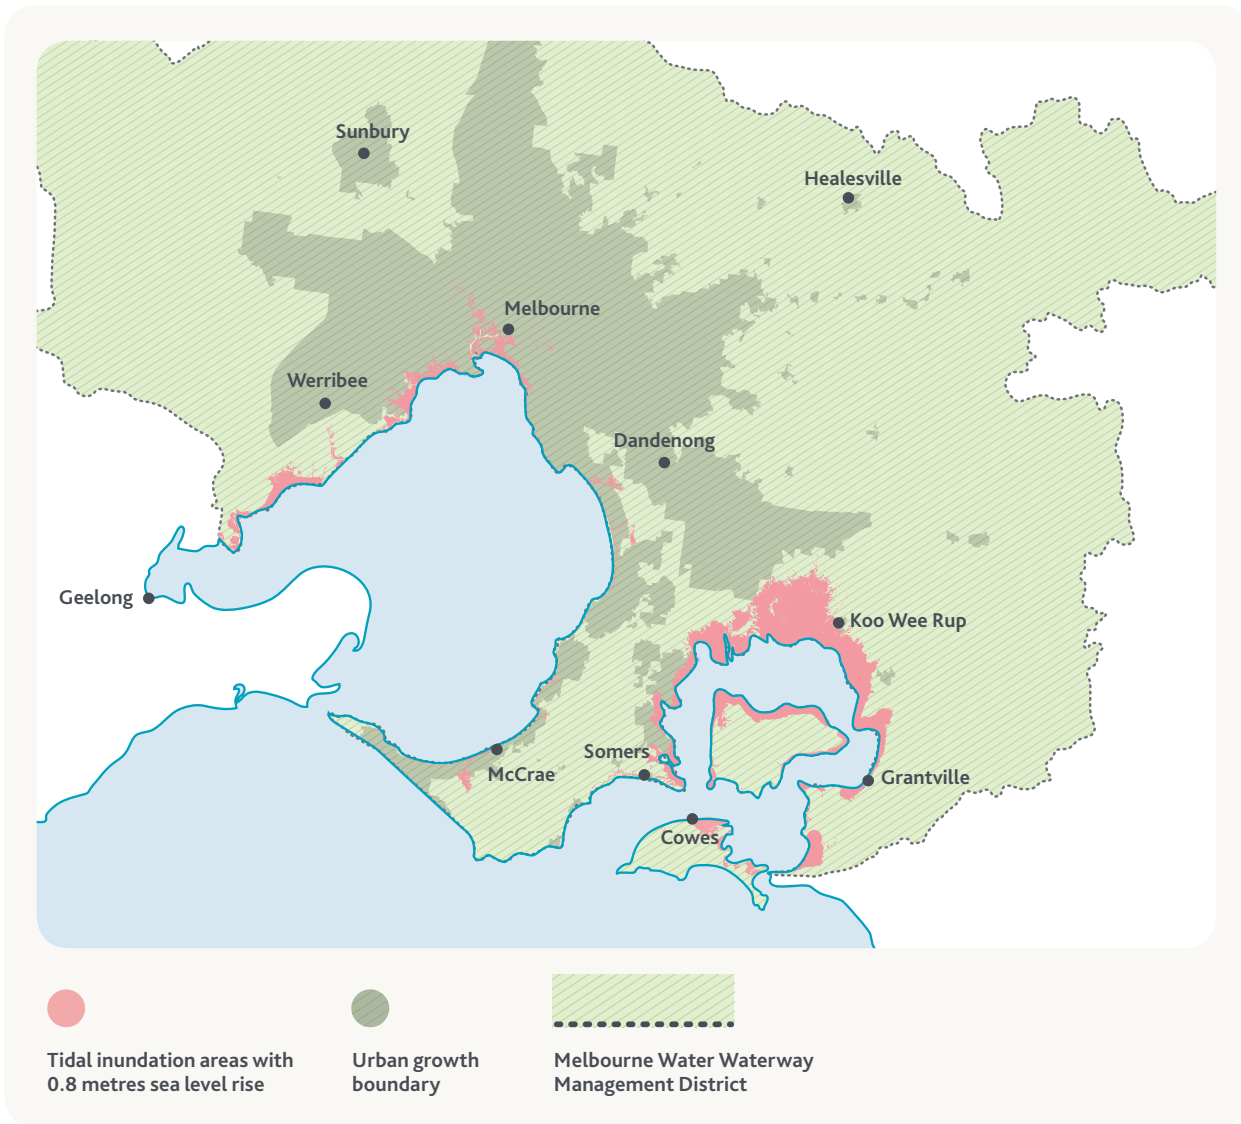 Sunbury
Healesville
Melbourne
Werribee
Dandenong
Geelong
Koo Wee Rup
Somers
McCrae
Grantville
Cowes
Tidal inundation areas with
0.8 metres sea level rise
Urban growth
boundary
Melbourne Water Waterway
Management District